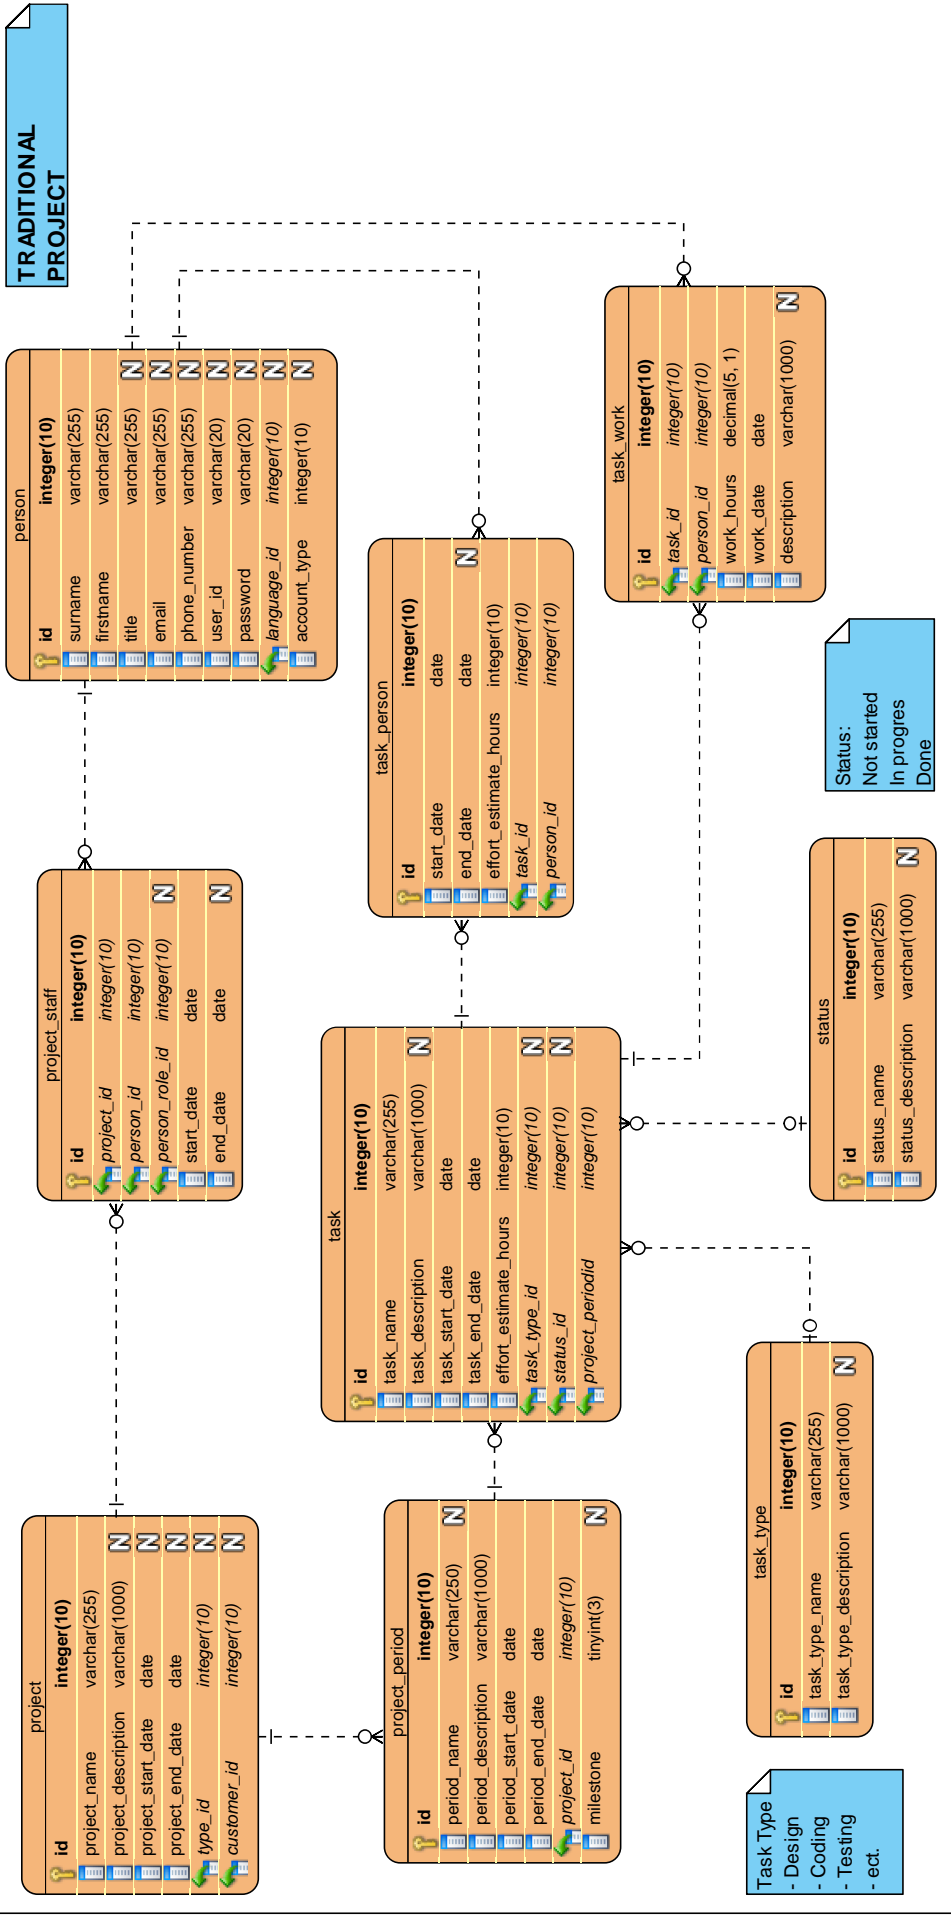 project
id integer(10)
project_name varchar(255)
project_description varchar(1000) N
project_start_date date N
project_end_date date N
type_id integer(10) N
customer_id integer(10) N
project_staff
id integer(10)
project_id integer(10)
person_id integer(10)
person_role_id integer(10) N
start_date date
end_date date N
person
id integer(10)
surname varchar(255)
firstname varchar(255)
title varchar(255) N
email varchar(255) N
phone_number varchar(255) N
user_id varchar(20) N
password varchar(20) N
language_id integer(10) N
account_type integer(10) N
TRADITIONAL
PROJECT
project_period
id integer(10)
period_name varchar(250) N
period_description varchar(1000)
period_start_date date
period_end_date date
project_id integer(10)
milestone tinyint(3) N
task
id integer(10)
task_name varchar(255)
task_description varchar(1000) N
task_start_date date
task_end_date date
effort_estimate_hours integer(10)
task_type_id integer(10) N
status_id integer(10) N
project_periodid integer(10)
task_person
id integer(10)
start_date date
end_date date N
effort_estimate_hours integer(10)
task_id integer(10)
person_id integer(10)
task_work
id integer(10)
task_id integer(10)
person_id integer(10)
work_hours decimal(5, 1)
work_date date
description varchar(1000) N
Task Type
- Design
- Coding
- Testing
- ect.
task_type
id integer(10)
task_type_name varchar(255)
task_type_description varchar(1000) N
status
id integer(10)
status_name varchar(255)
status_description varchar(1000) N
Status:
Not started
In progres
Done